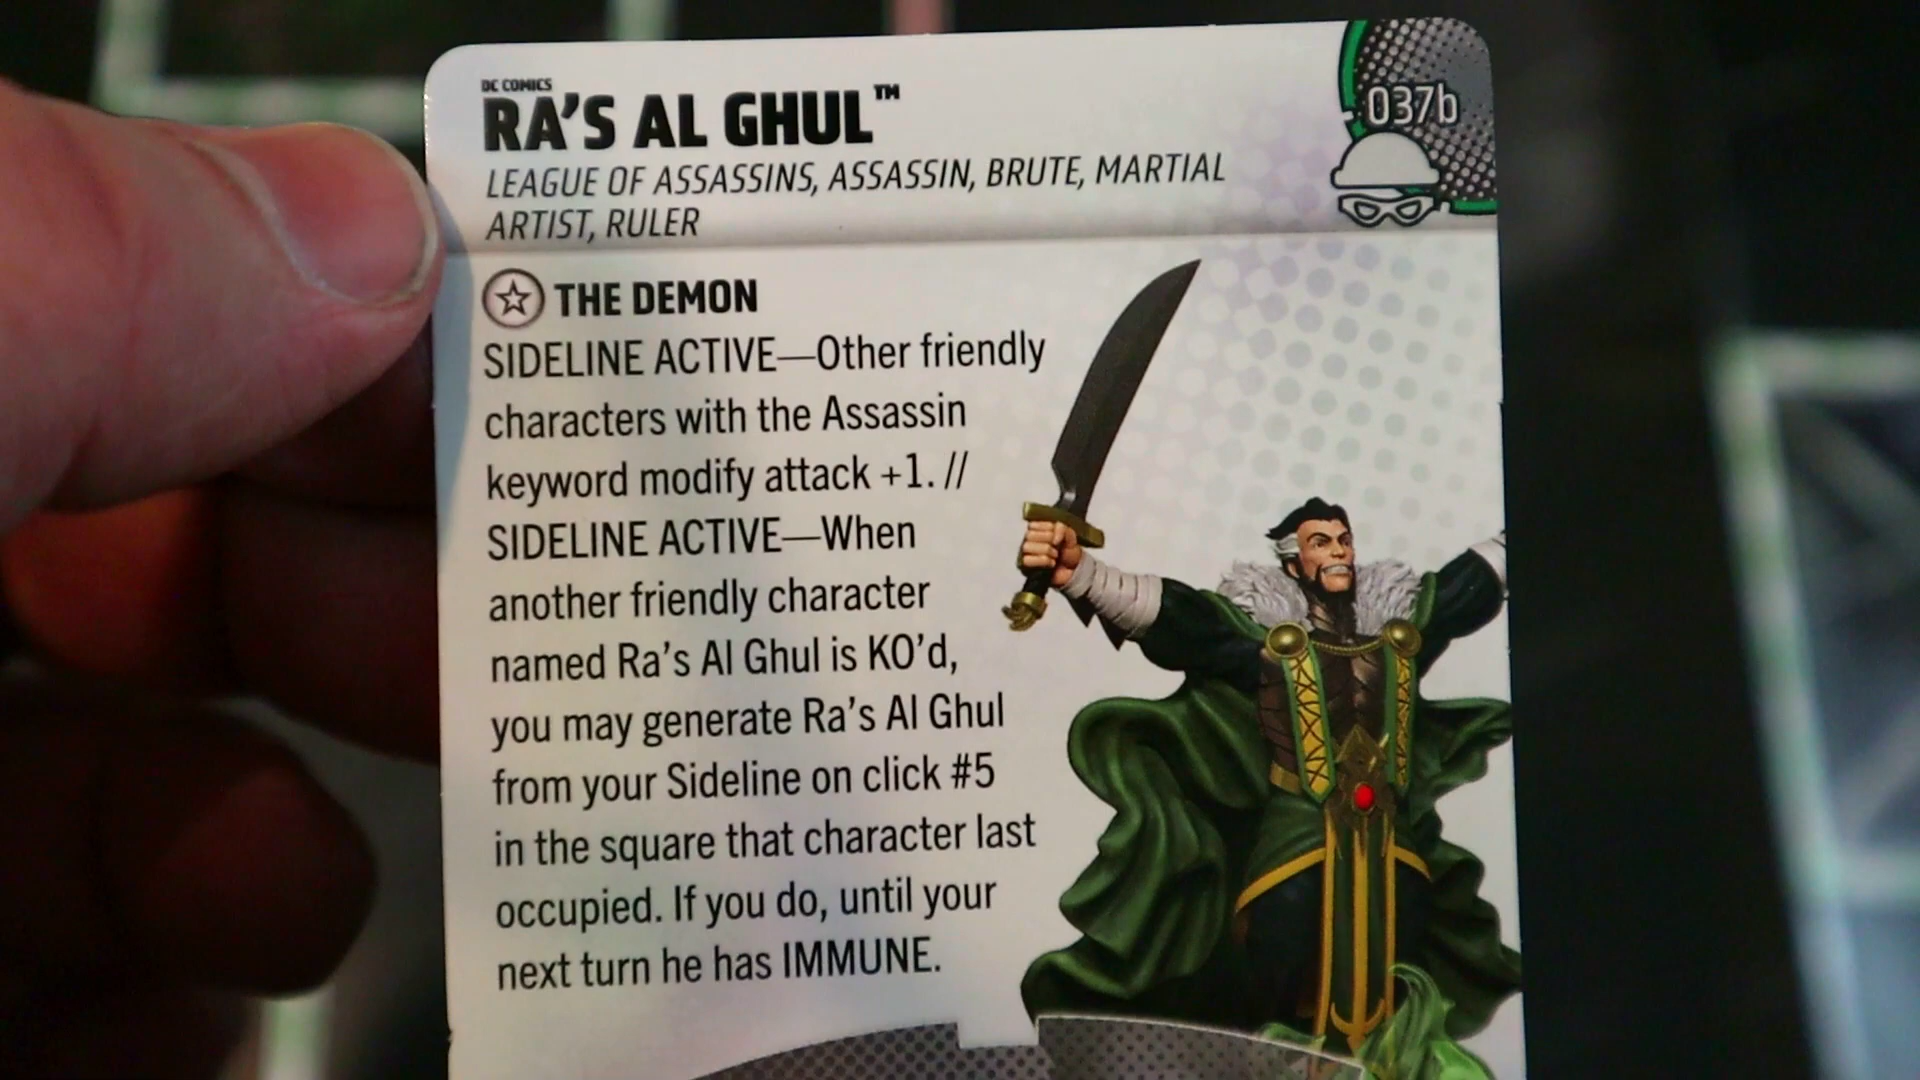 DC COMICS
RA'S AL GHUL™
037b
LEAGUE OF ASSASSINS, ASSASSIN, BRUTE, MARTIAL
ARTIST, RULER
THE DEMON
SIDELINE ACTIVE—Other friendly
characters with the Assassin
keyword modify attack +1. //
SIDELINE ACTIVE—When
another friendly character
named Ra's Al Ghul is KO'd,
you may generate Ra's Al Ghul
from your Sideline on click #5
in the square that character last
occupied. If you do, until your
next turn he has IMMUNE.